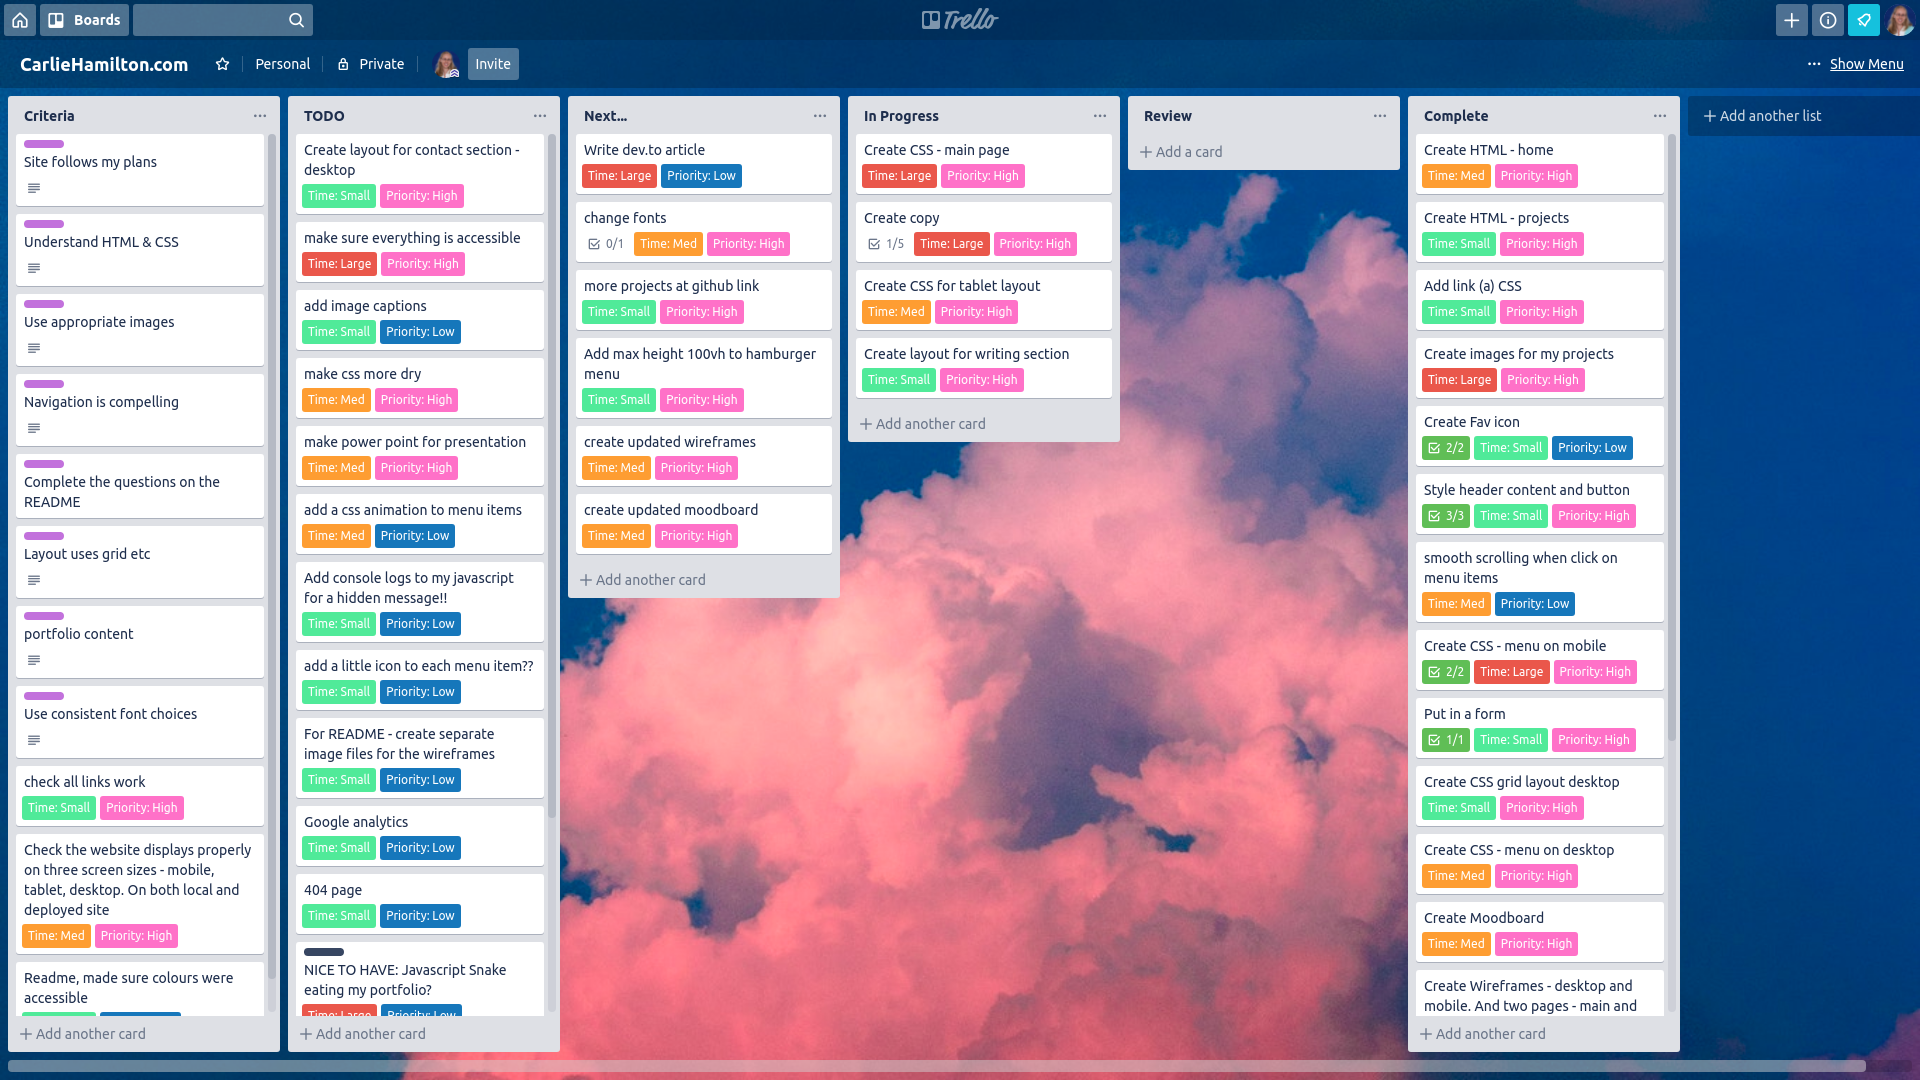 Boards
Trello
CarlieHamilton.com
Personal
Private
Invite
Show Menu
Criteria
Site follows my plans
Understand HTML & CSS
Use appropriate images
Navigation is compelling
Complete the questions on the
README
Layout uses grid etc
portfolio content
Use consistent font choices
check all links work
Time: Small Priority: High
Check the website displays properly
on three screen sizes - mobile,
tablet, desktop. On both local and
deployed site
Time: Med Priority: High
Readme, made sure colours were
accessible
Add another card
TODO
Create layout for contact section -
desktop
Time: Small Priority: High
make sure everything is accessible
Time: Large Priority: High
add image captions
Time: Small Priority: Low
make css more dry
Time: Med Priority: High
make power point for presentation
Time: Med Priority: High
add a css animation to menu items
Time: Med Priority: Low
Add console logs to my javascript
for a hidden message!!
Time: Small Priority: Low
add a little icon to each menu item??
Time: Small Priority: Low
For README - create separate
image files for the wireframes
Time: Small Priority: Low
Google analytics
Time: Small Priority: Low
404 page
Time: Small Priority: Low
NICE TO HAVE: Javascript Snake
eating my portfolio?
Time: Large Priority: Low
Add another card
Next...
Write dev.to article
Time: Large Priority: Low
change fonts
0/1 Time: Med Priority: High
more projects at github link
Time: Small Priority: High
Add max height 100vh to hamburger
menu
Time: Small Priority: High
create updated wireframes
Time: Med Priority: High
create updated moodboard
Time: Med Priority: High
Add another card
In Progress
Create CSS - main page
Time: Large Priority: High
Create copy
1/5 Time: Large Priority: High
Create CSS for tablet layout
Time: Med Priority: High
Create layout for writing section
Time: Small Priority: High
Add another card
Review
Add a card
Complete
Create HTML - home
Time: Med Priority: High
Create HTML - projects
Time: Small Priority: High
Add link (a) CSS
Time: Small Priority: High
Create images for my projects
Time: Large Priority: High
Create Fav icon
2/2 Time: Small Priority: Low
Style header content and button
3/3 Time: Small Priority: High
smooth scrolling when click on
menu items
Time: Med Priority: Low
Create CSS - menu on mobile
2/2 Time: Large Priority: High
Put in a form
1/1 Time: Small Priority: High
Create CSS grid layout desktop
Time: Small Priority: High
Create CSS - menu on desktop
Time: Med Priority: High
Create Moodboard
Time: Med Priority: High
Create Wireframes - desktop and
mobile. And two pages - main and
Add another card
Add another list